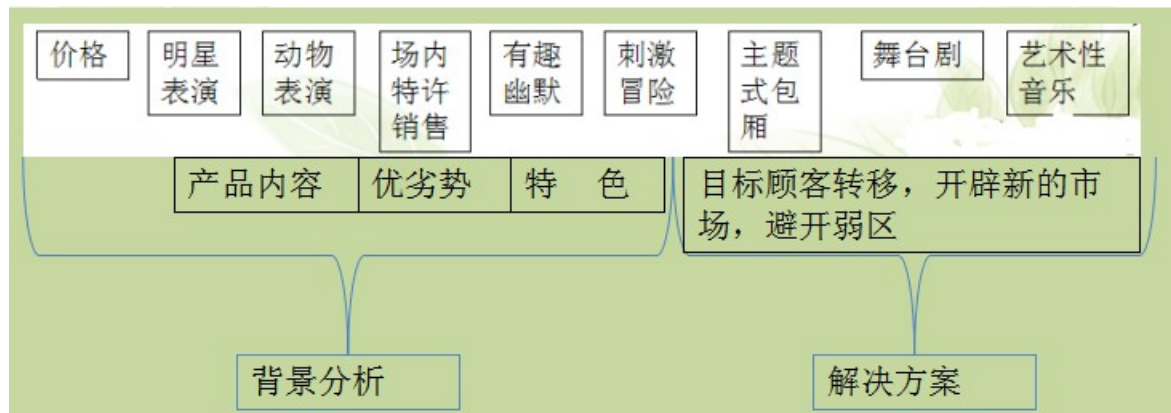 价格
明星
表演
动物
表演
场内
特许
销售
有趣
幽默
刺激
冒险
主题
式包
厢
舞台剧
艺术性
音乐
产品内容
优劣势
特 色
目标顾客转移，开辟新的市
场，避开弱区
背景分析
解决方案